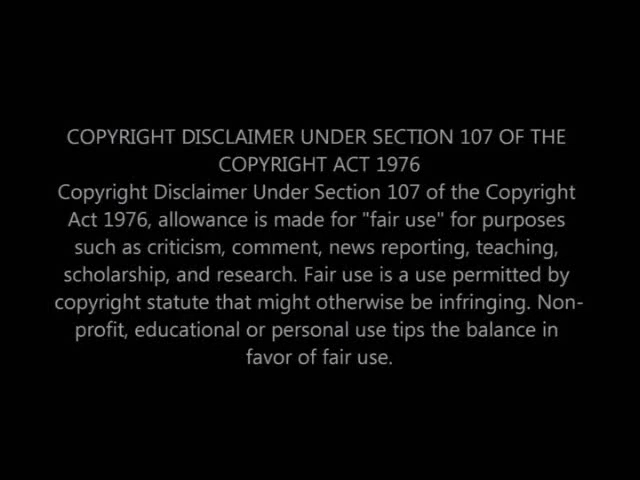 COPYRIGHT DISCLAIMER UNDER SECTION 107 OF THE
COPYRIGHT ACT 1976
Copyright Disclaimer Under Section 107 of the Copyright
Act 1976, allowance is made for "fair use" for purposes
such as criticism, comment, news reporting, teaching,
scholarship, and research. Fair use is a use permitted by
copyright statute that might otherwise be infringing. Non-
profit, educational or personal use tips the balance in
favor of fair use.